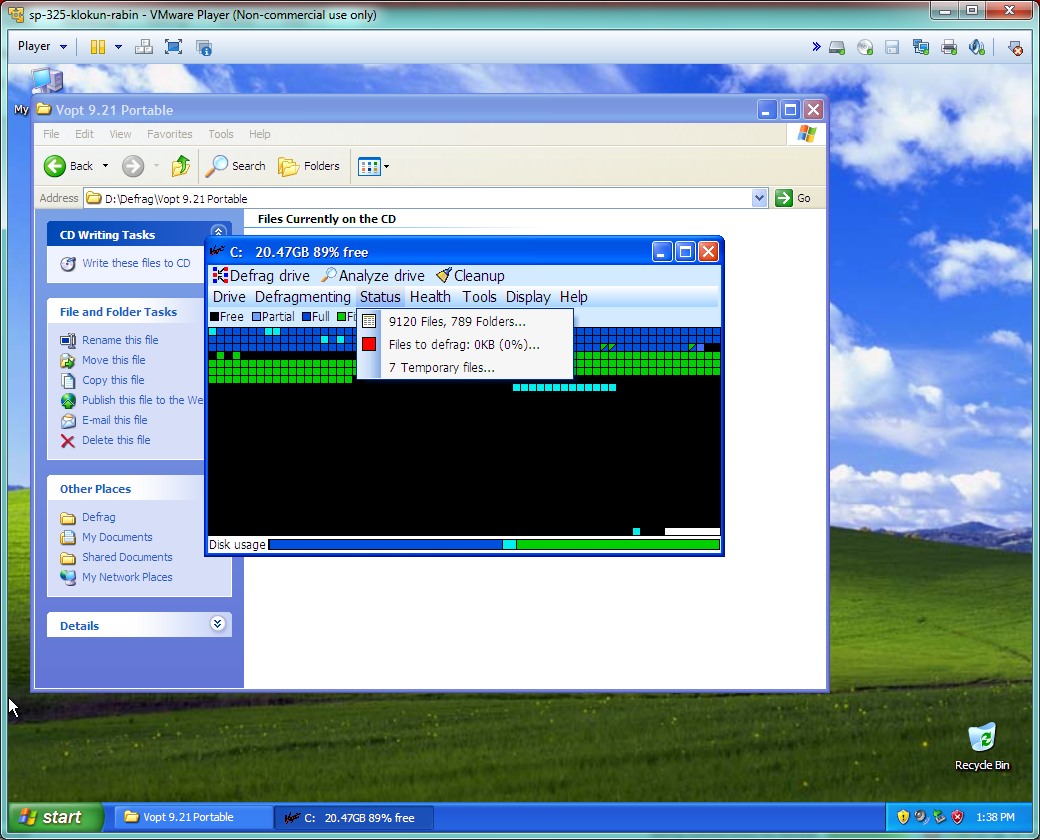 sp-325-klokun-rabin - VMware Player (Non-commercial use only)
Player
My
Vopt 9.21 Portable
File Edit View Favorites Tools Help
Back Search Folders
Address D:\Defrag\Vopt 9.21 Portable Go
Files Currently on the CD
CD Writing Tasks
Write these files to CD
File and Folder Tasks
Rename this file
Move this file
Copy this file
Publish this file to the We
E-mail this file
Delete this file
Other Places
Defrag
My Documents
Shared Documents
My Network Places
Details
C: 20.47GB 89% free
Defrag drive Analyze drive Cleanup
Drive Defragmenting Status Health Tools Display Help
Free Partial Full
9120 Files, 789 Folders...
Files to defrag: 0KB (0%)...
7 Temporary files...
Disk usage
Recycle Bin
start Vopt 9.21 Portable C: 20.47GB 89% free 1:38 PM